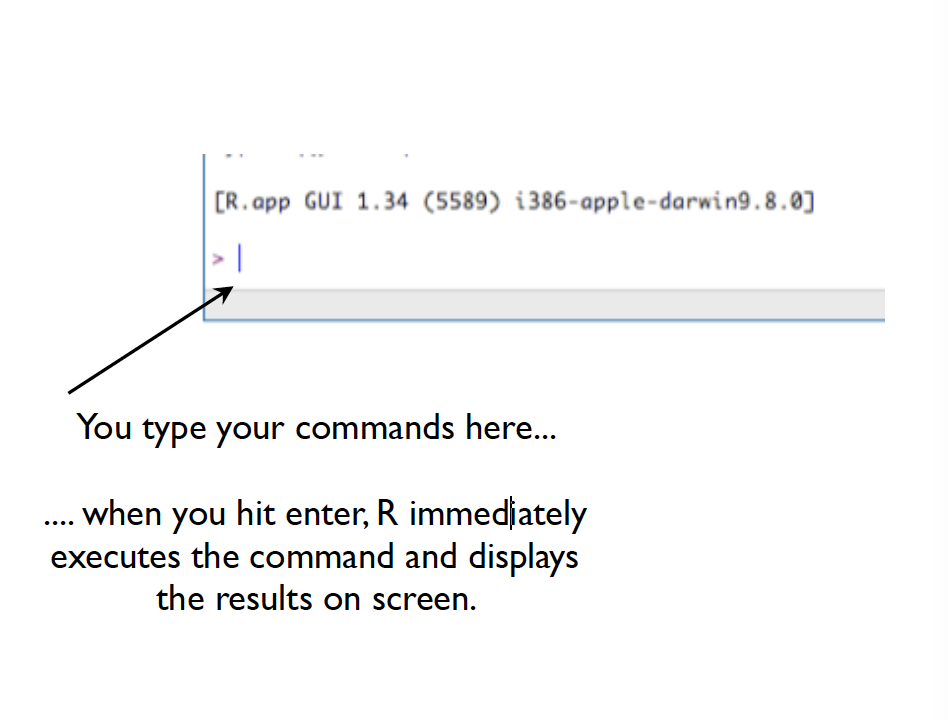 [R.app GUI 1.34 (5589) i386-apple-darwin9.8.0]
>
You type your commands here...
.... when you hit enter, R immediately
executes the command and displays
the results on screen.